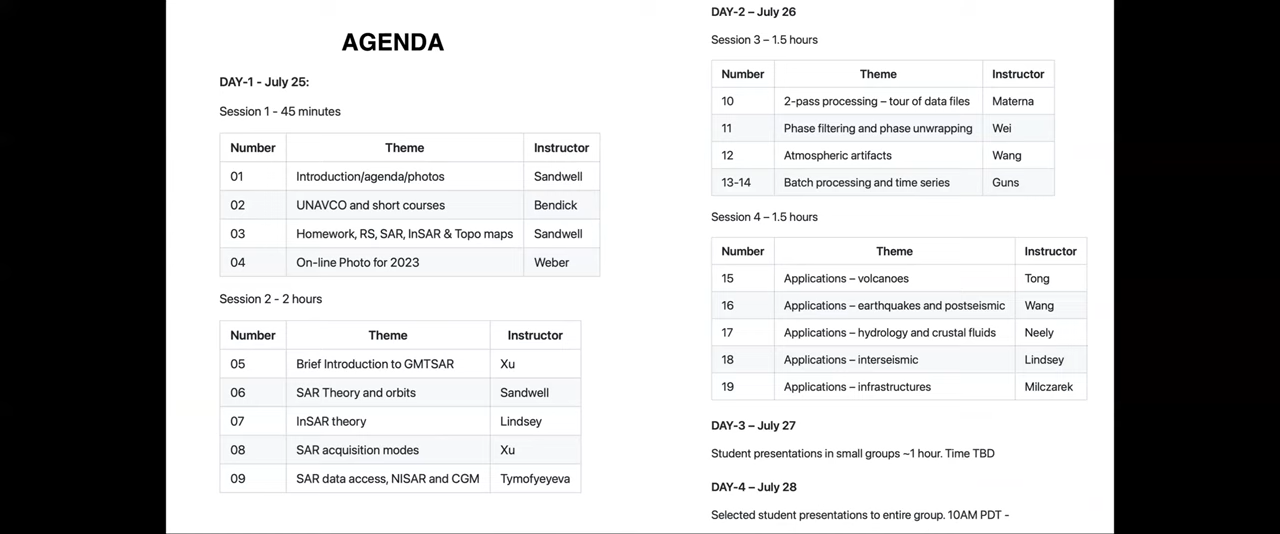 AGENDA
DAY-1 - July 25:
Session 1 - 45 minutes
Number Theme Instructor
01 Introduction/agenda/photos Sandwell
02 UNAVCO and short courses Bendick
03 Homework, RS, SAR, InSAR & Topo maps Sandwell
04 On-line Photo for 2023 Weber
Session 2 - 2 hours
Number Theme Instructor
05 Brief Introduction to GMTSAR Xu
06 SAR Theory and orbits Sandwell
07 InSAR theory Lindsey
08 SAR acquisition modes Xu
09 SAR data access, NISAR and CGM Tymofyeyeva
DAY-2 – July 26
Session 3 – 1.5 hours
Number Theme Instructor
10 2-pass processing – tour of data files Materna
11 Phase filtering and phase unwrapping Wei
12 Atmospheric artifacts Wang
13-14 Batch processing and time series Guns
Session 4 – 1.5 hours
Number Theme Instructor
15 Applications – volcanoes Tong
16 Applications – earthquakes and postseismic Wang
17 Applications – hydrology and crustal fluids Neely
18 Applications – interseismic Lindsey
19 Applications – infrastructures Milczarek
DAY-3 – July 27
Student presentations in small groups ~1 hour. Time TBD
DAY-4 – July 28
Selected student presentations to entire group. 10AM PDT -